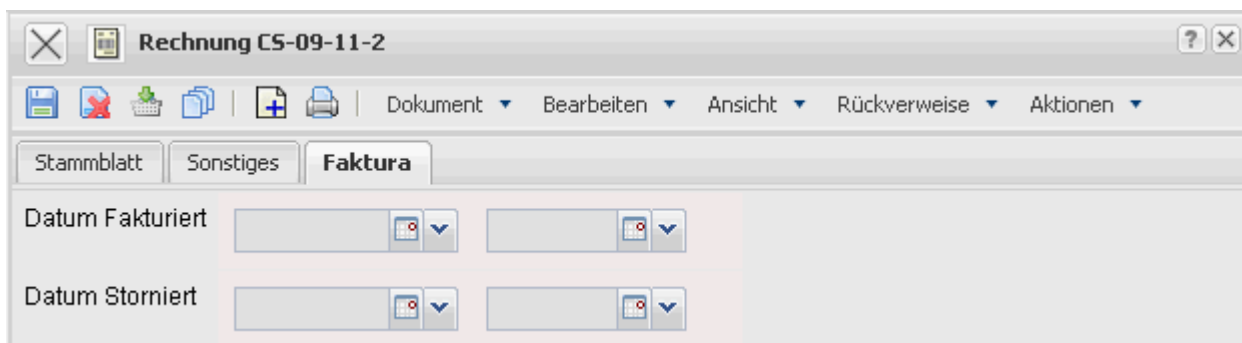 Rechnung CS-09-11-2
Dokument Bearbeiten Ansicht Rückverweise Aktionen
Stammblatt Sonstiges Faktura
Datum Fakturiert
Datum Storniert